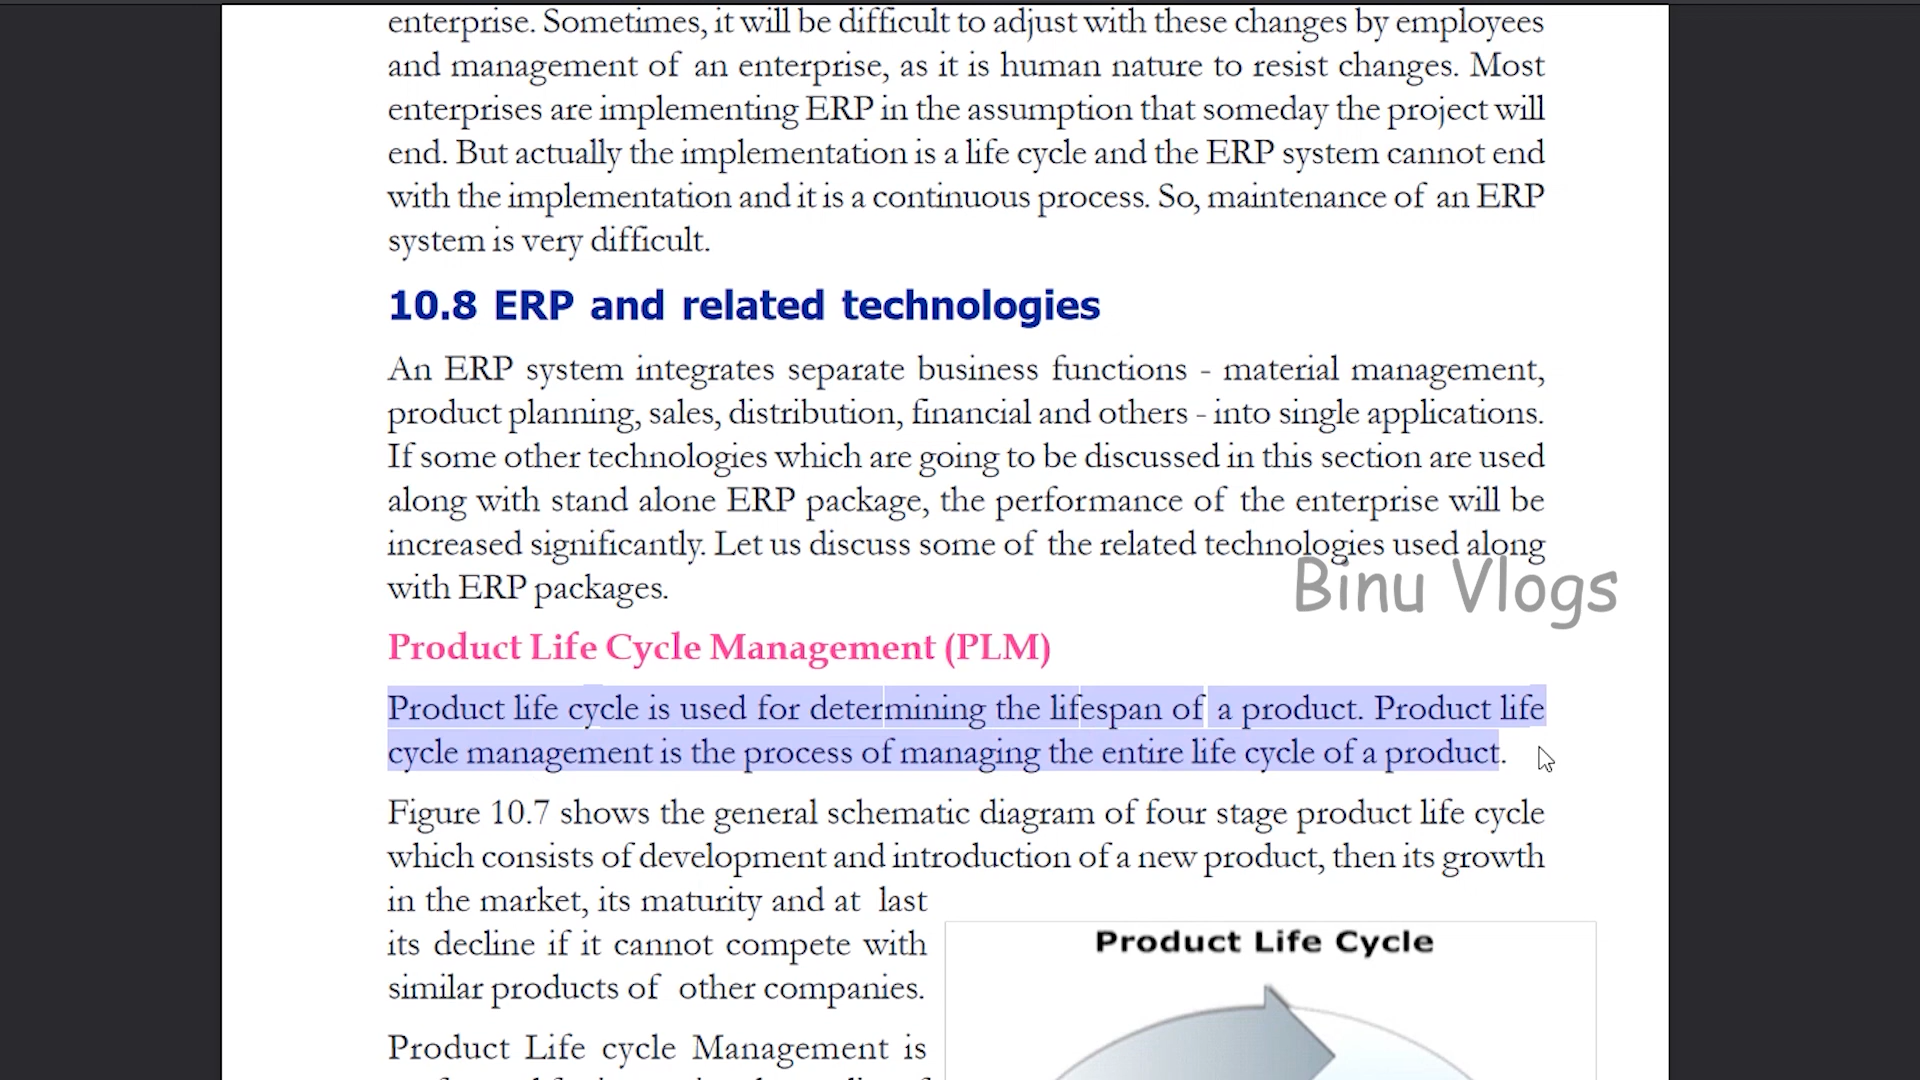 enterprise. Sometimes, it will be difficult to adjust with these changes by employees
and management of an enterprise, as it is human nature to resist changes. Most
enterprises are implementing ERP in the assumption that someday the project will
end. But actually the implementation is a life cycle and the ERP system cannot end
with the implementation and it is a continuous process. So, maintenance of an ERP
system is very difficult.
10.8 ERP and related technologies
An ERP system integrates separate business functions - material management,
product planning, sales, distribution, financial and others - into single applications.
If some other technologies which are going to be discussed in this section are used
along with stand alone ERP package, the performance of the enterprise will be
increased significantly. Let us discuss some of the related technologies used along
with ERP packages.
Binu Vlogs
Product Life Cycle Management (PLM)
Product life cycle is used for determining the lifespan of a product. Product life
cycle management is the process of managing the entire life cycle of a product.
Figure 10.7 shows the general schematic diagram of four stage product life cycle
which consists of development and introduction of a new product, then its growth
in the market, its maturity and at last
its decline if it cannot compete with
similar products of other companies.
Product Life Cycle
Product Life cycle Management is